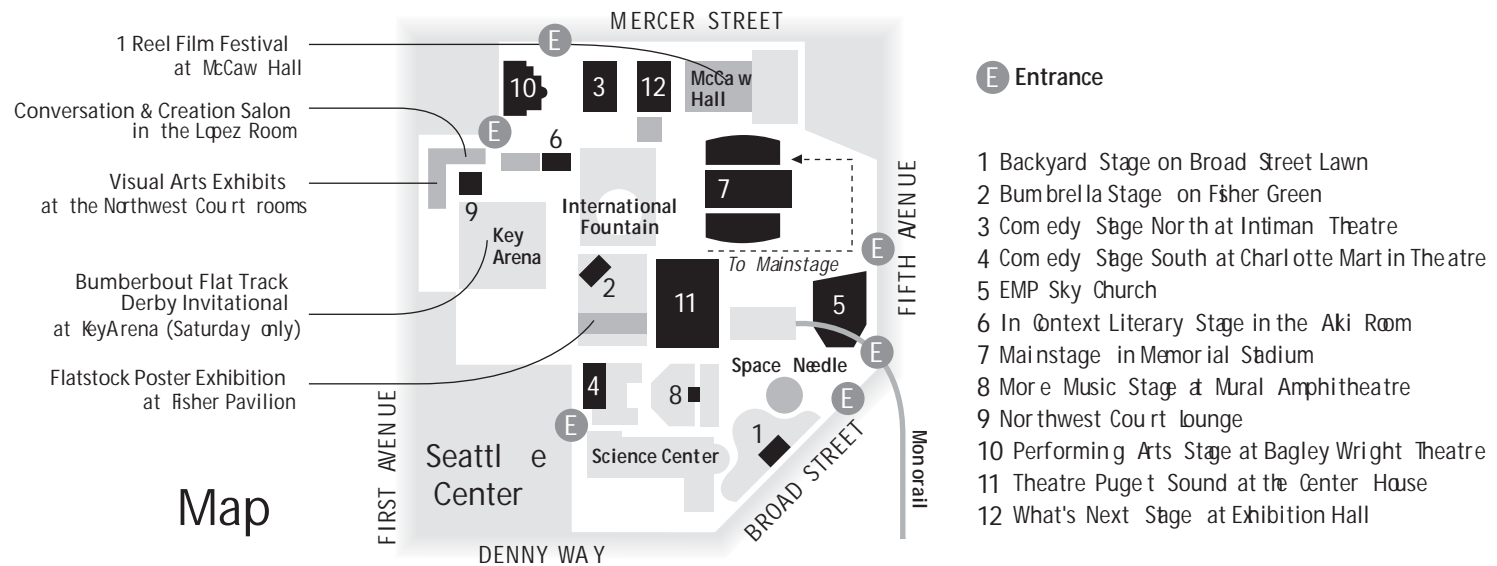 MERCER STREET
1 Reel Film Festival
at McCaw Hall
Conversation & Creation Salon
in the Lopez Room
Visual Arts Exhibits
at the Northwest Court rooms
Bumberbout Flat Track
Derby Invitational
at KeyArena (Saturday only)
Flatstock Poster Exhibition
at Fisher Pavilion
Map
E
E
E
E
E
E
10
3
12
McCaw
Hall
6
9
7
International
Fountain
Key
Arena
To Mainstage
2
11
5
4
8
Space Needle
1
Science Center
Seattle
Center
FIRST AVENUE
FIFTH AVENUE
BROAD STREET
DENNY WAY
Monorail
E Entrance
1 Backyard Stage on Broad Street Lawn
2 Bumbrella Stage on Fisher Green
3 Comedy Stage North at Intiman Theatre
4 Comedy Stage South at Charlotte Martin Theatre
5 EMP Sky Church
6 In Context Literary Stage in the Aki Room
7 Mainstage in Memorial Stadium
8 More Music Stage at Mural Amphitheatre
9 Northwest Court Lounge
10 Performing Arts Stage at Bagley Wright Theatre
11 Theatre Puget Sound at the Center House
12 What's Next Stage at Exhibition Hall